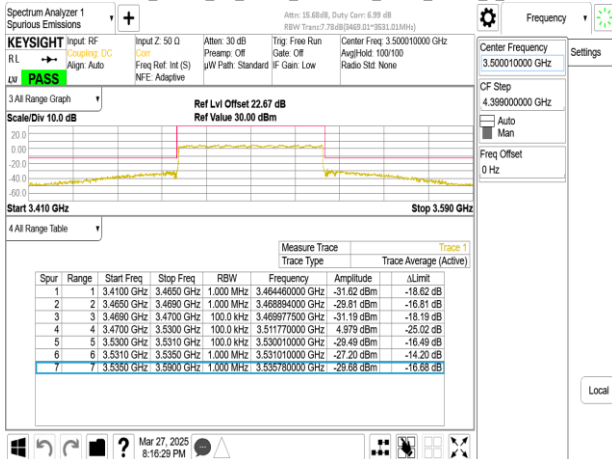 Spectrum Analyzer 1
Spurious Emissions
Attn: 15.68dB, Duty Corr: 6.99 dB
RBW Tranc:7.78dB(3469.01~3531.01MHz)
Frequency
KEYSIGHT
RL
PASS
Input: RF
Coupling: DC
Align: Auto
Input Z: 50 Ω
Corr
Freq Ref: Int (S)
NFE: Adaptive
Atten: 30 dB
Preamp: Off
µW Path: Standard
Trig: Free Run
Gate: Off
IF Gain: Low
Center Freq: 3.500010000 GHz
Avg|Hold: 100/100
Radio Std: None
Center Frequency
3.500010000 GHz
Settings
CF Step
4.399000000 GHz
Auto
Man
Freq Offset
0 Hz
Local
3 All Range Graph
Scale/Div 10.0 dB
Ref Lvl Offset 22.67 dB
Ref Value 30.00 dBm
20.0
0.00
-20.0
-40.0
-60.0
Start 3.410 GHz
Stop 3.590 GHz
4 All Range Table
Measure Trace Trace 1
Trace Type Trace Average (Active)
Spur Range Start Freq Stop Freq RBW Frequency Amplitude ΔLimit
1 1 3.4100 GHz 3.4650 GHz 1.000 MHz 3.464460000 GHz -31.62 dBm -18.62 dB
2 2 3.4650 GHz 3.4690 GHz 1.000 MHz 3.468894000 GHz -29.81 dBm -16.81 dB
3 3 3.4690 GHz 3.4700 GHz 100.0 kHz 3.469977500 GHz -31.19 dBm -18.19 dB
4 4 3.4700 GHz 3.5300 GHz 100.0 kHz 3.511770000 GHz 4.979 dBm -25.02 dB
5 5 3.5300 GHz 3.5310 GHz 100.0 kHz 3.530010000 GHz -29.49 dBm -16.49 dB
6 6 3.5310 GHz 3.5350 GHz 1.000 MHz 3.531010000 GHz -27.20 dBm -14.20 dB
7 7 3.5350 GHz 3.5900 GHz 1.000 MHz 3.535780000 GHz -29.68 dBm -16.68 dB
Mar 27, 2025
8:16:29 PM